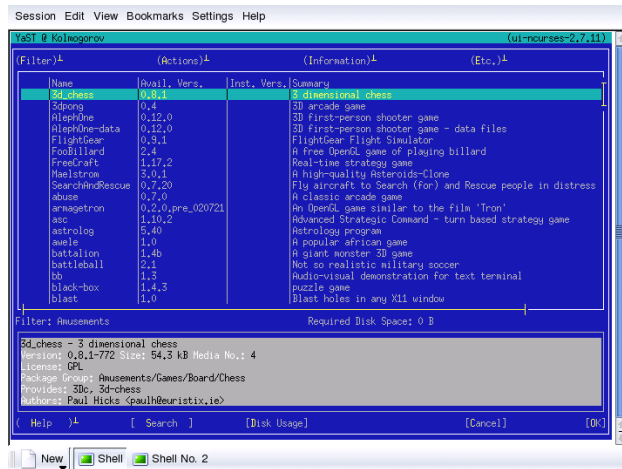 Session Edit View Bookmarks Settings Help
YaST @ Kolmogorov (ui-ncurses-2.7.11)
(Filter)┴ (Actions)┴ (Information)┴ (Etc.)┴
Name Avail. Vers. Inst. Vers. Summary
3d_chess 0.8.1 3 dimensional chess
3dpong 0.4 3D arcade game
AlephOne 0.12.0 3D first-person shooter game
AlephOne-data 0.12.0 3D first-person shooter game - data files
FlightGear 0.9.1 FlightGear Flight Simulator
FooBillard 2.4 A free OpenGL game of playing billard
FreeCraft 1.17.2 Real-time strategy game
Maelstrom 3.0.1 A high-quality Asteroids-Clone
SearchAndRescue 0.7.20 Fly aircraft to Search (for) and Rescue people in distress
abuse 0.7.0 A classic arcade game
armagetron 0.2.0.pre_020721 An OpenGL game similar to the film 'Tron'
asc 1.10.2 Advanced Strategic Command - turn based strategy game
astrolog 5.40 Astrology program
awele 1.0 A popular african game
battalion 1.4b A giant monster 3D game
battleball 2.1 Not so realistic military soccer
bb 1.3 Audio-visual demonstration for text terminal
black-box 1.4.3 puzzle game
blast 1.0 Blast holes in any X11 window
Filter: Amusements Required Disk Space: 0 B
3d_chess - 3 dimensional chess
Version: 0.8.1-772 Size: 54.3 kB Media No.: 4
License: GPL
Package Group: Amusements/Games/Board/Chess
Provides: 3Dc, 3d-chess
Authors: Paul Hicks <paulh@euristix.ie>
( Help )┴ [ Search ] [Disk Usage] [Cancel] [OK]
New Shell Shell No. 2